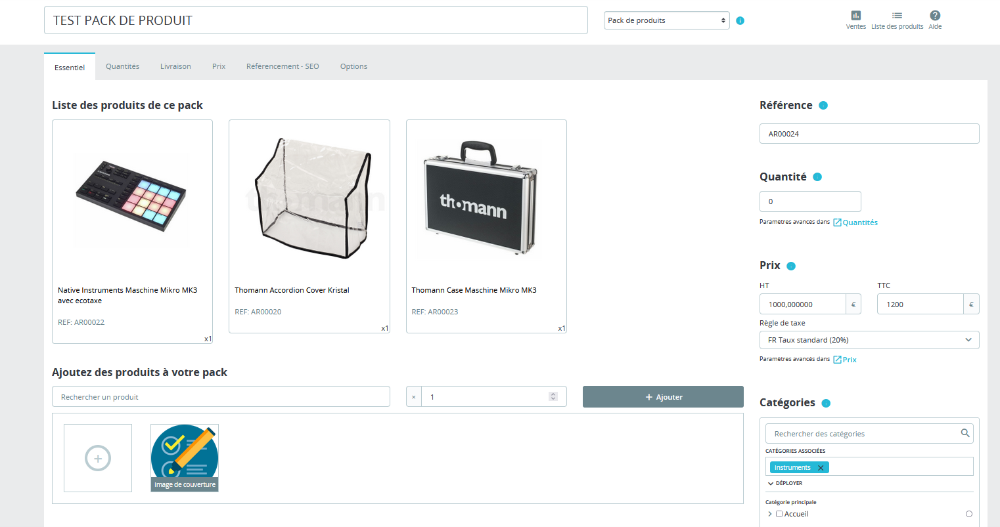 TEST PACK DE PRODUIT
Pack de produits
Ventes
Liste des produits
Aide
Essentiel
Quantités
Livraison
Prix
Référencement - SEO
Options
Liste des produits de ce pack
thomann
th•mann
Native Instruments Maschine Mikro MK3
avec ecotaxe
REF: AR00022
x1
Thomann Accordion Cover Kristal
REF: AR00020
x1
Thomann Case Maschine Mikro MK3
REF: AR00023
x1
Ajoutez des produits à votre pack
Rechercher un produit
×
1
+ Ajouter
Image de couverture
Référence
AR00024
Quantité
0
Paramètres avancés dans Quantités
Prix
HT
TTC
1000,000000 €
1200 €
Règle de taxe
FR Taux standard (20%)
Paramètres avancés dans Prix
Catégories
Rechercher des catégories
CATÉGORIES ASSOCIÉES
Instruments
DÉPLOYER
Catégorie principale
Accueil